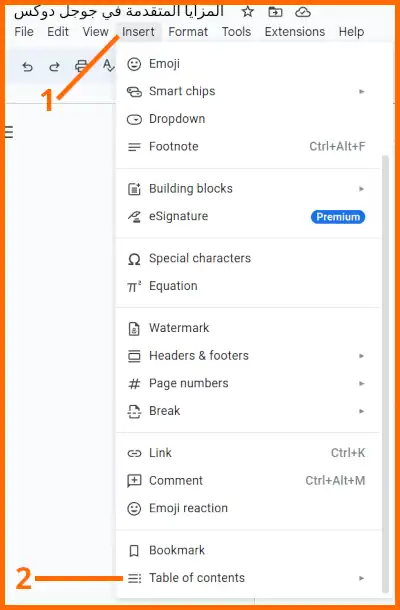 المزايا المتقدمة في جوجل دوكس
File Edit View Insert Format Tools Extensions Help
1
Emoji
Smart chips
Dropdown
Footnote Ctrl+Alt+F
Building blocks
eSignature Premium
Special characters
Equation
Watermark
Headers & footers
Page numbers
Break
Link Ctrl+K
Comment Ctrl+Alt+M
Emoji reaction
Bookmark
2 Table of contents